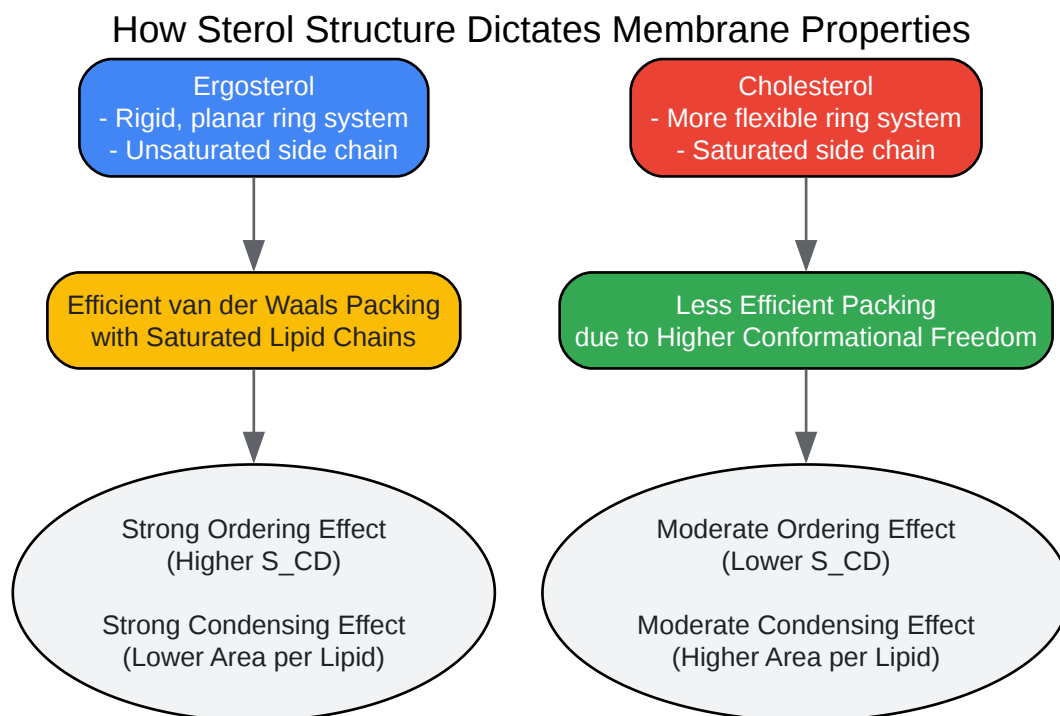 How Sterol Structure Dictates Membrane Properties
Ergosterol
- Rigid, planar ring system
- Unsaturated side chain
Cholesterol
- More flexible ring system
- Saturated side chain
Efficient van der Waals Packing
with Saturated Lipid Chains
Less Efficient Packing
due to Higher Conformational Freedom
Strong Ordering Effect
(Higher S_CD)
Strong Condensing Effect
(Lower Area per Lipid)
Moderate Ordering Effect
(Lower S_CD)
Moderate Condensing Effect
(Higher Area per Lipid)